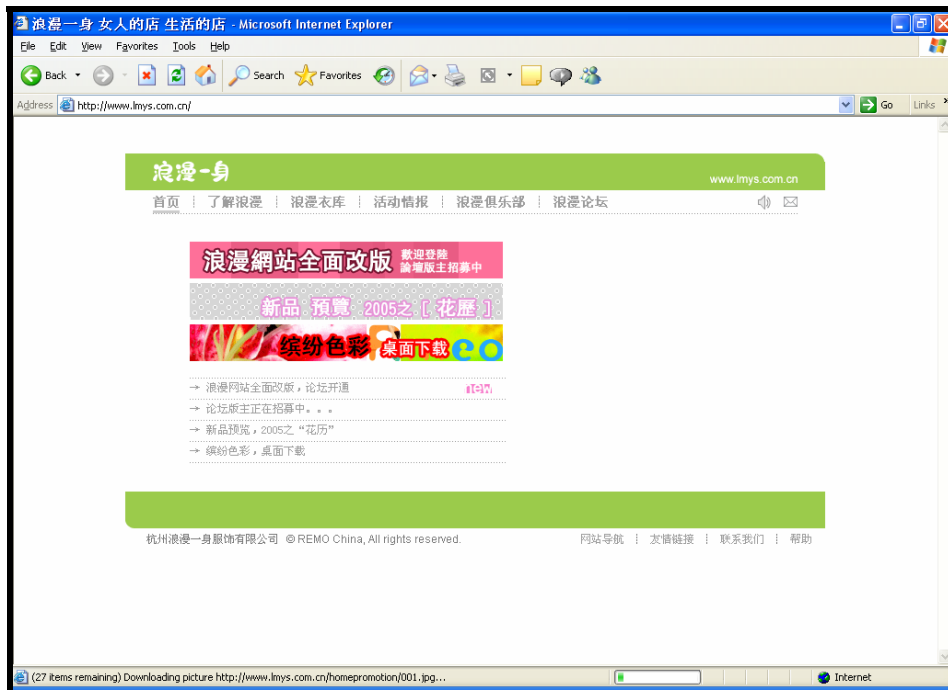 浪漫一身 女人的店 生活的店 - Microsoft Internet Explorer
File Edit View Favorites Tools Help
Back Search Favorites
Address http://www.lmys.com.cn/ Go Links
浪漫一身 www.lmys.com.cn
首页 了解浪漫 浪漫衣库 活动情报 浪漫俱乐部 浪漫论坛
浪漫網站全面改版 歡迎登陸
論壇版主招募中
新品 預覽 2005之 [ 花歷 ]
缤纷色彩 桌面下载
→ 浪漫网站全面改版，论坛开通 new
→ 论坛版主正在招募中。。。
→ 新品预览，2005之“花历”
→ 缤纷色彩，桌面下载
杭州浪漫一身服饰有限公司 © REMO China, All rights reserved. 网站导航 友情链接 联系我们 帮助
(27 items remaining) Downloading picture http://www.lmys.com.cn/homepromotion/001.jpg... Internet